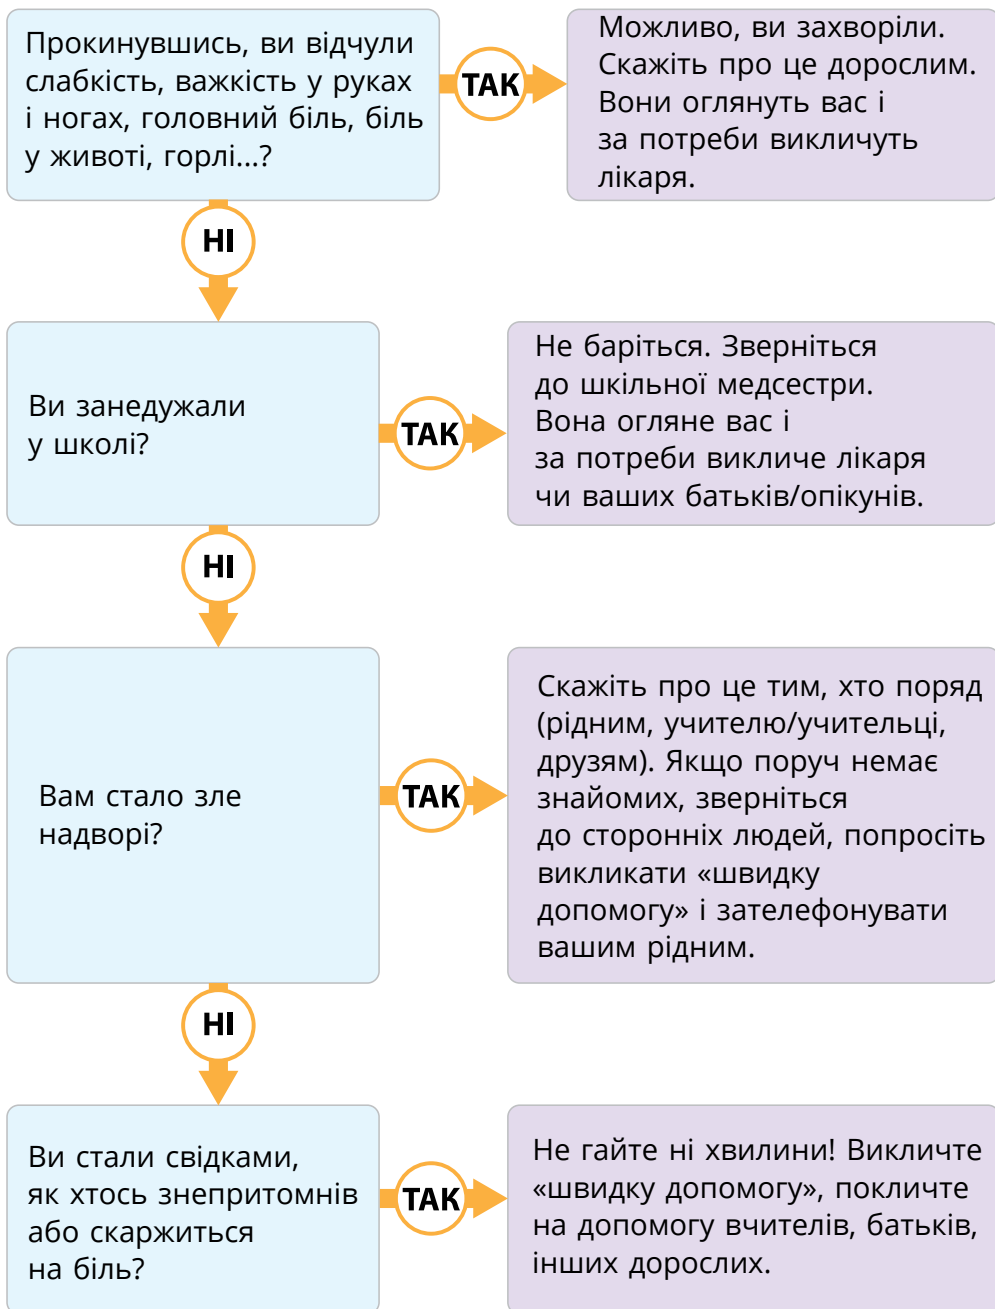 Прокинувшись, ви відчули
слабкість, важкість у руках
і ногах, головний біль, біль
у животі, горлі...?
ТАК
Можливо, ви захворіли.
Скажіть про це дорослим.
Вони оглянуть вас і
за потреби викличуть
лікаря.
НІ
Ви занедужали
у школі?
ТАК
Не баріться. Зверніться
до шкільної медсестри.
Вона огляне вас і
за потреби викличе лікаря
чи ваших батьків/опікунів.
НІ
Вам стало зле
надворі?
ТАК
Скажіть про це тим, хто поряд
(рідним, учителю/учительці,
друзям). Якщо поруч немає
знайомих, зверніться
до сторонніх людей, попросіть
викликати «швидку
допомогу» і зателефонувати
вашим рідним.
НІ
Ви стали свідками,
як хтось знепритомнів
або скаржиться
на біль?
ТАК
Не гайте ні хвилини! Викличте
«швидку допомогу», покличте
на допомогу вчителів, батьків,
інших дорослих.